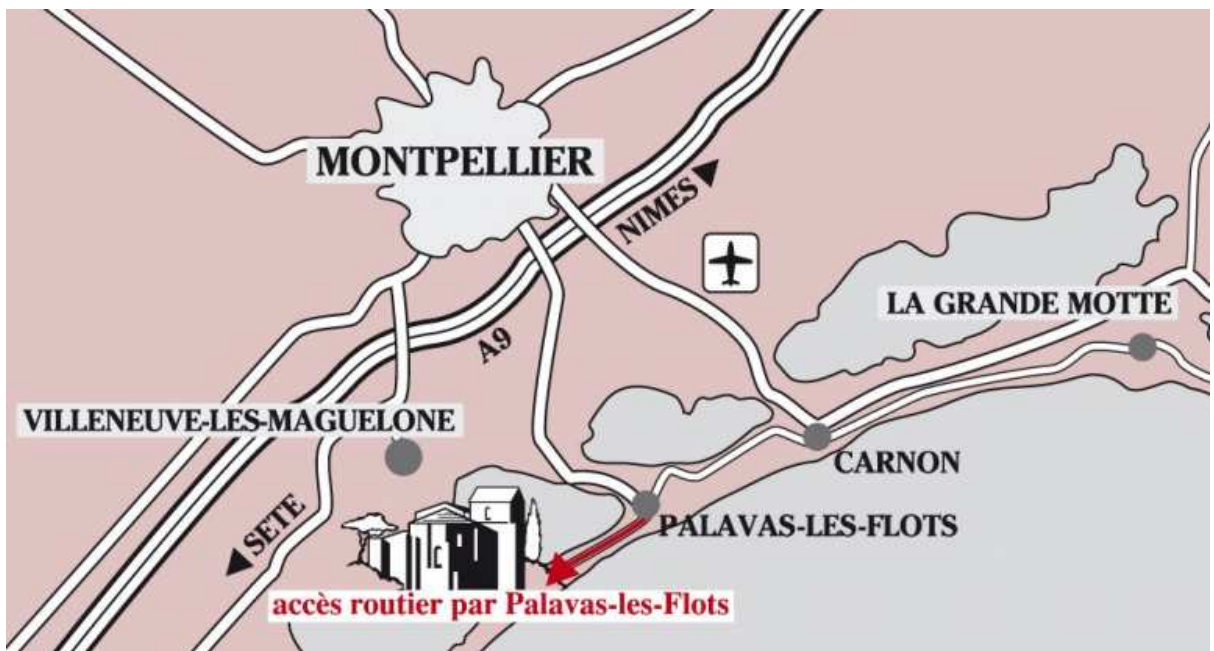 MONTPELLIER
NIMES
LA GRANDE MOTTE
A9
VILLENEUVE-LES-MAGUELONE
CARNON
SETE
PALAVAS-LES-FLOTS
accès routier par Palavas-les-Flots